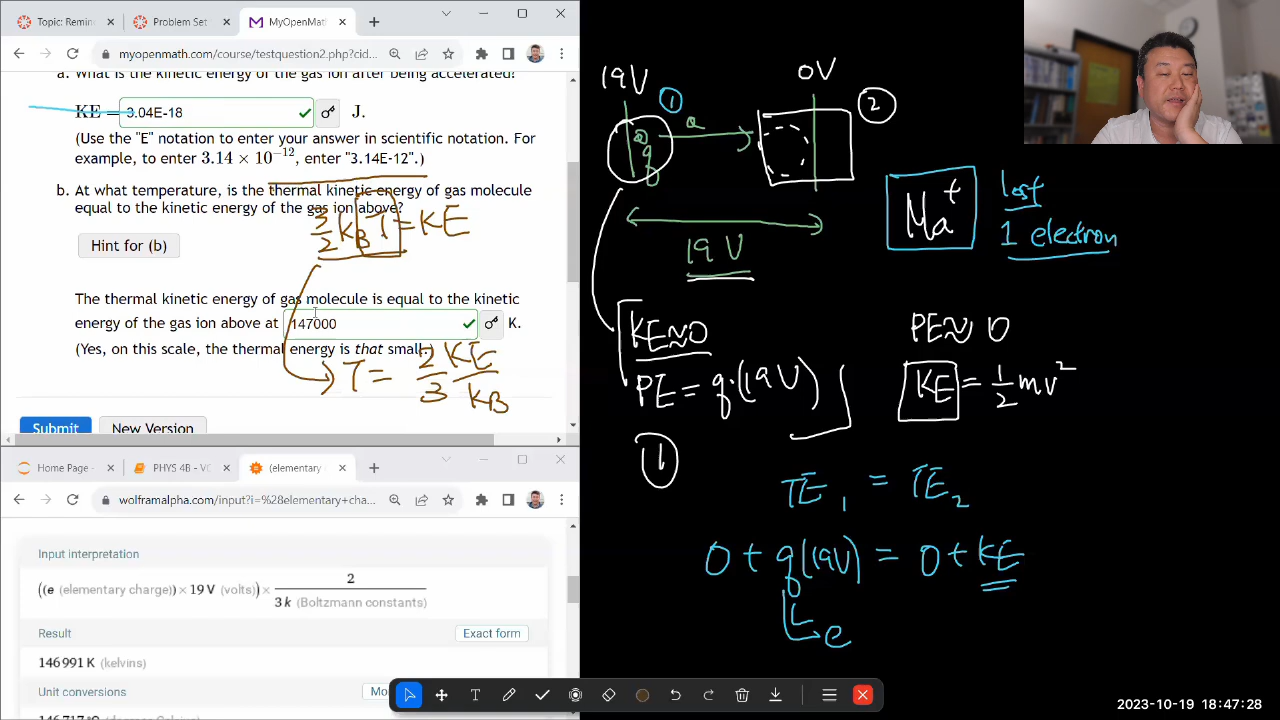 Topic: Remin
Problem Set
MyOpenMath
myopenmath.com/course/testquestion2.php?cid...
a. What is the kinetic energy of the gas ion after being accelerated?
KE = 3.04E-18 J.
(Use the "E" notation to enter your answer in scientific notation. For
example, to enter 3.14 × 10^−12, enter "3.14E-12".)
b. At what temperature, is the thermal kinetic energy of gas molecule
equal to the kinetic energy of the gas ion above?
3/2 kB T = KE
Hint for (b)
The thermal kinetic energy of gas molecule is equal to the kinetic
energy of the gas ion above at 147000 K.
(Yes, on this scale, the thermal energy is that small.)
T = 2/3 KE/kB
Submit
New Version
Home Page -
PHYS 4B - VC
(elementary
wolframalpha.com/input?i=%28elementary+cha...
Input interpretation
((e (elementary charge)) × 19 V (volts)) × 2/(3 k (Boltzmann constants))
Result
Exact form
146991 K (kelvins)
Unit conversions
Mo
19V
0V
1
2
a
q
19 V
Ma+
lost
1 electron
KE≈0
PE≈ 0
PE = q·(19V)
KE = 1/2 mv²
1
TE1 = TE2
0 + q(19V) = 0 + KE
e
2023-10-19 18:47:28